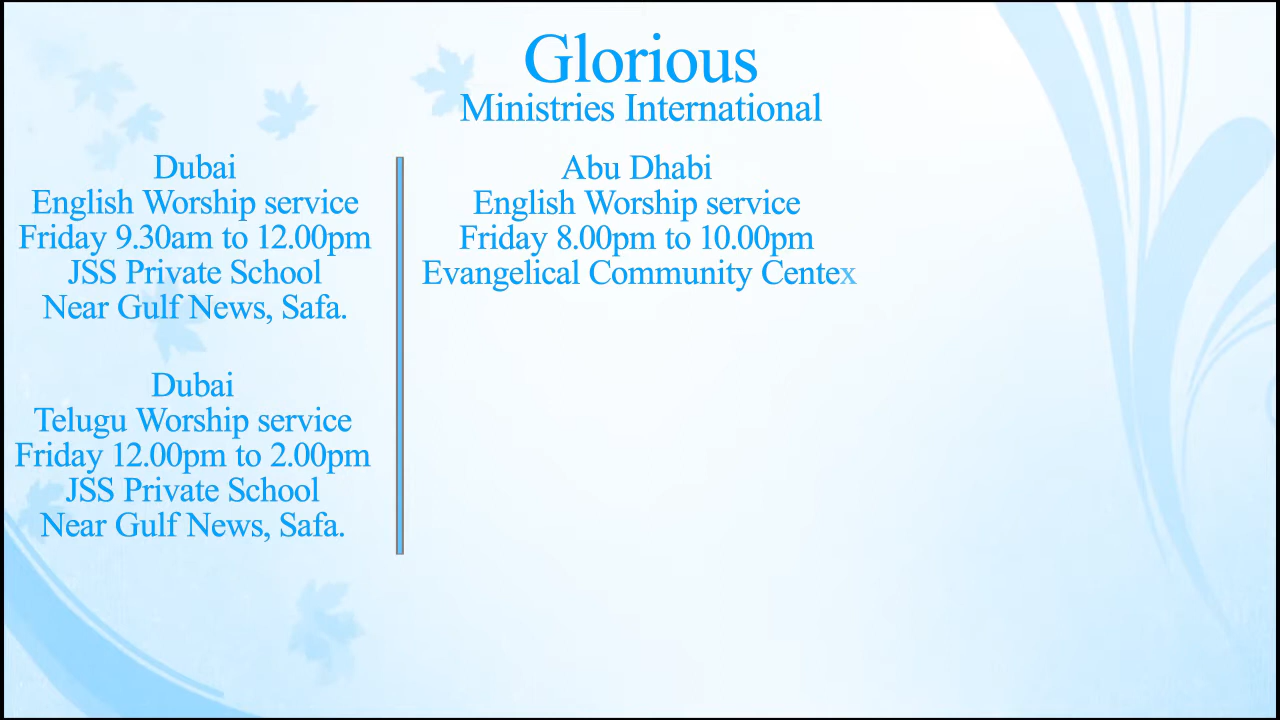 Glorious
Ministries International
Dubai
English Worship service
Friday 9.30am to 12.00pm
JSS Private School
Near Gulf News, Safa.
Dubai
Telugu Worship service
Friday 12.00pm to 2.00pm
JSS Private School
Near Gulf News, Safa.
Abu Dhabi
English Worship service
Friday 8.00pm to 10.00pm
Evangelical Community Centex